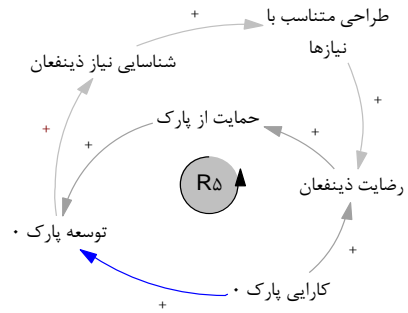 طراحی متناسب با
نیازها
شناسایی نیاز ذینفعان
حمایت از پارک
R۵
رضایت ذینفعان
توسعه پارک ۰
کارایی پارک ۰
+
+
+
+
+
+
+